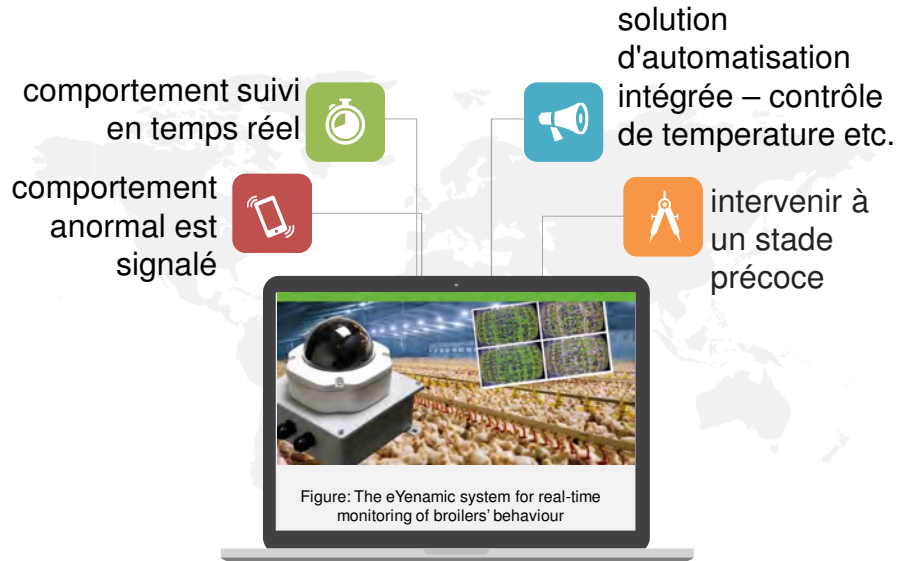 comportement suivi
en temps réel
comportement
anormal est
signalé
solution
d'automatisation
intégrée – contrôle
de temperature etc.
intervenir à
un stade
précoce
Figure: The eYenamic system for real-time
monitoring of broilers' behaviour